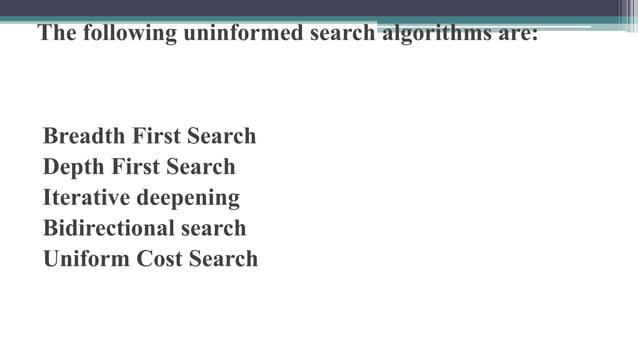 The following uninformed search algorithms are:
Breadth First Search
Depth First Search
Iterative deepening
Bidirectional search
Uniform Cost Search